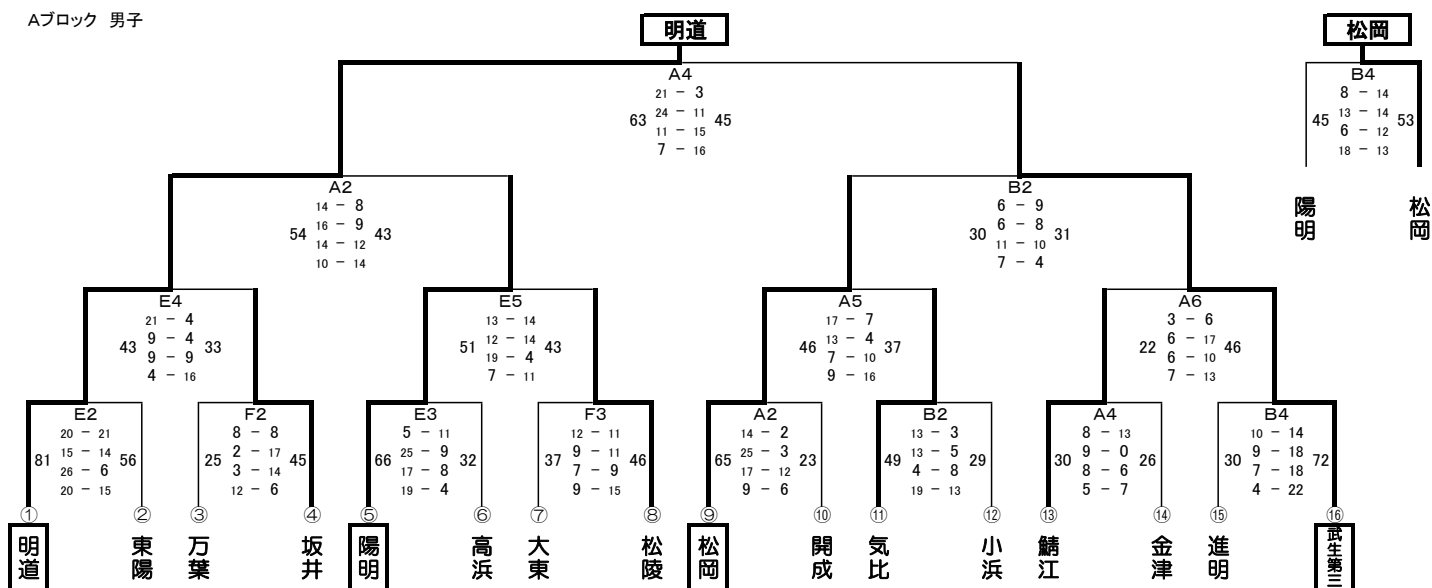 Aブロック 男子
明道
松岡
A4
21 - 3
24 - 11
11 - 15
7 - 16
63
45
B4
8 - 14
13 - 14
6 - 12
18 - 13
45
53
陽明
松岡
A2
14 - 8
16 - 9
14 - 12
10 - 14
54
43
B2
6 - 9
6 - 8
11 - 10
7 - 4
30
31
E4
21 - 4
9 - 4
9 - 9
4 - 16
43
33
E5
13 - 14
12 - 14
19 - 4
7 - 11
51
43
A5
17 - 7
13 - 4
7 - 10
9 - 16
46
37
A6
3 - 6
6 - 17
6 - 10
7 - 13
22
46
E2
20 - 21
15 - 14
26 - 6
20 - 15
81
56
F2
8 - 8
2 - 17
3 - 14
12 - 6
25
45
E3
5 - 11
25 - 9
17 - 8
19 - 4
66
32
F3
12 - 11
9 - 11
7 - 9
9 - 15
37
46
A2
14 - 2
25 - 3
17 - 12
9 - 6
65
23
B2
13 - 3
13 - 5
4 - 8
19 - 13
49
29
A4
8 - 13
9 - 0
8 - 6
5 - 7
30
26
B4
10 - 14
9 - 18
7 - 18
4 - 22
30
72
① ② ③ ④ ⑤ ⑥ ⑦ ⑧ ⑨ ⑩ ⑪ ⑫ ⑬ ⑭ ⑮ ⑯
明道
東陽
万葉
坂井
陽明
高浜
大東
松陵
松岡
開成
気比
小浜
鯖江
金津
進明
武生第三